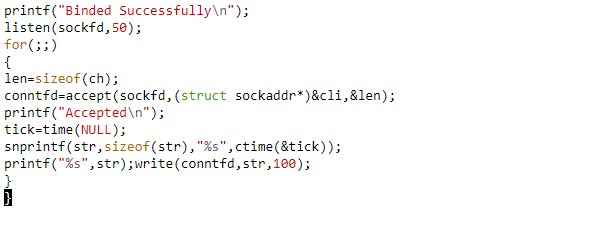 printf("Binded Successfully\n");
listen(sockfd,50);
for(;;)
{
len=sizeof(ch);
conntfd=accept(sockfd,(struct sockaddr*)&cli,&len);
printf("Accepted\n");
tick=time(NULL);
snprintf(str,sizeof(str),"%s",ctime(&tick));
printf("%s",str);write(conntfd,str,100);
}
}